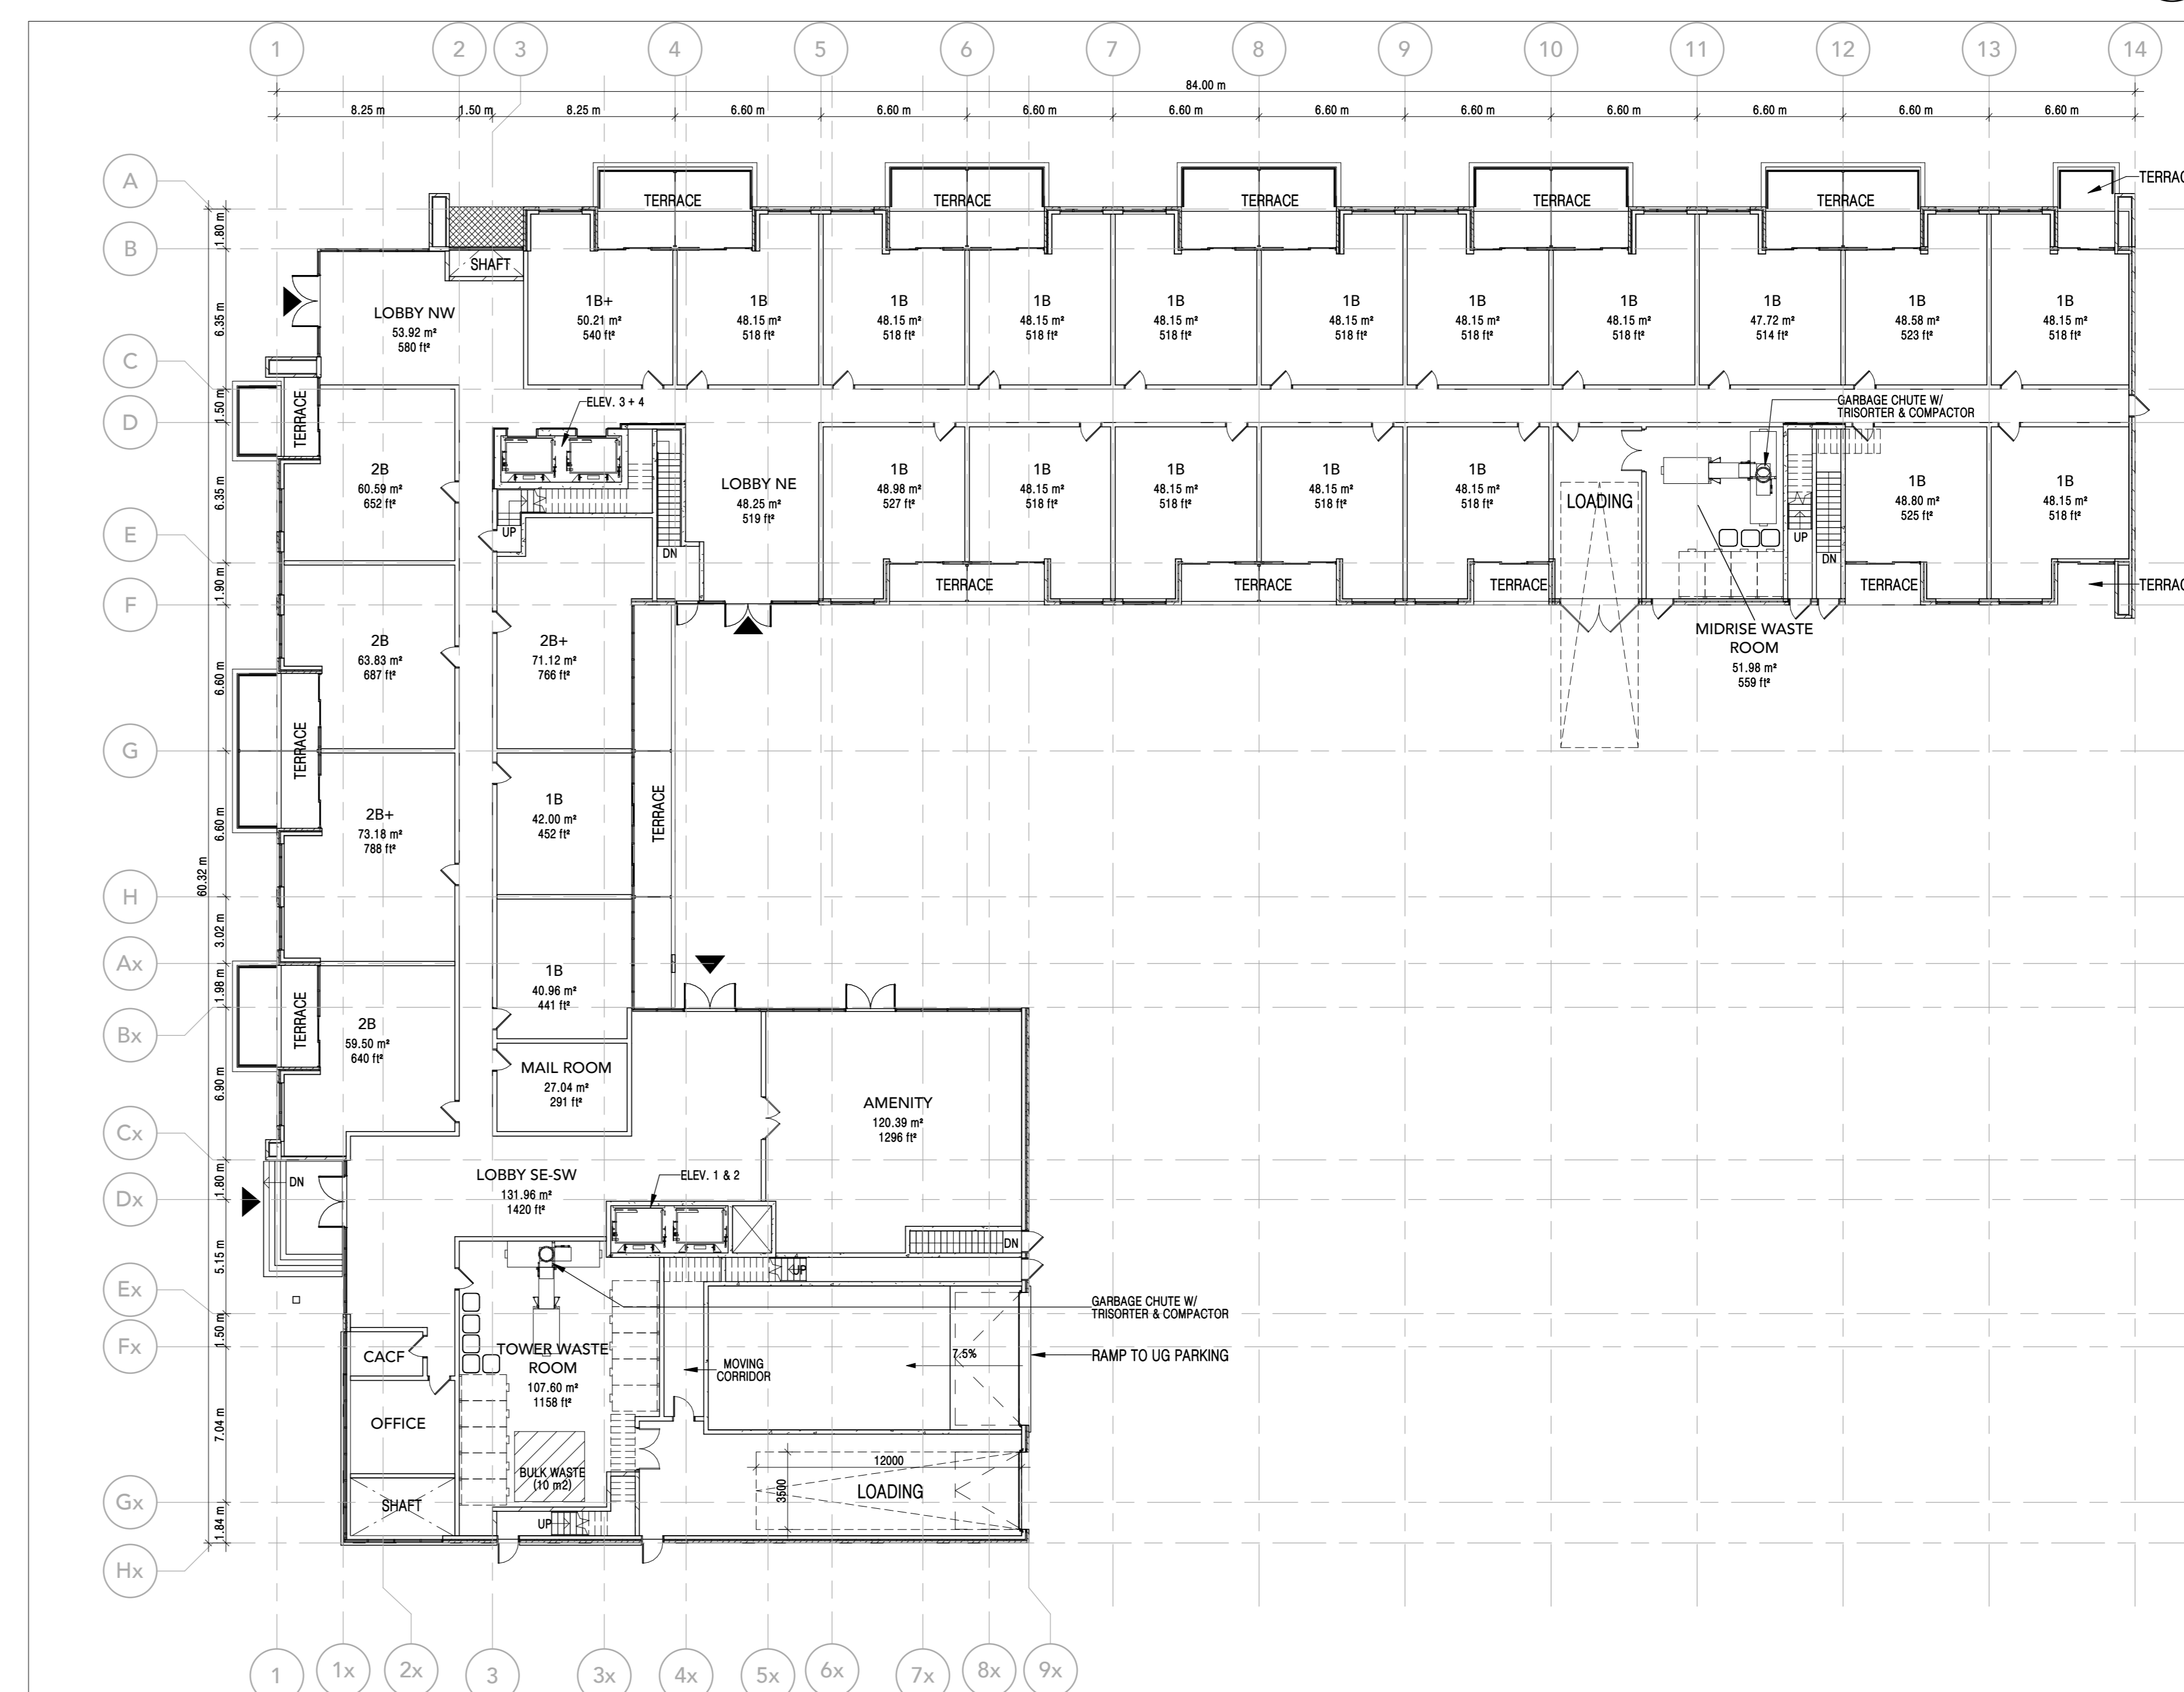 1 2 3 4 5 6 7 8 9 10 11 12 13 14
84.00 m
8.25 m 1.50 m 8.25 m 6.60 m 6.60 m 6.60 m 6.60 m 6.60 m 6.60 m 6.60 m 6.60 m 6.60 m 6.60 m
A
B
C
D
E
F
G
H
Ax
Bx
Cx
Dx
Ex
Fx
Gx
Hx
60.32 m
1.80 m
6.35 m
1.50 m
6.35 m
1.90 m
6.60 m
6.60 m
3.02 m
1.98 m
6.90 m
1.80 m
5.15 m
1.50 m
7.04 m
1.84 m
TERRACE
TERRACE
TERRACE
TERRACE
TERRACE
TERRAC
SHAFT
LOBBY NW
53.92 m²
580 ft²
1B+
50.21 m²
540 ft²
1B
48.15 m²
518 ft²
1B
48.15 m²
518 ft²
1B
48.15 m²
518 ft²
1B
48.15 m²
518 ft²
1B
48.15 m²
518 ft²
1B
48.15 m²
518 ft²
1B
48.15 m²
518 ft²
1B
47.72 m²
514 ft²
1B
48.58 m²
523 ft²
1B
48.15 m²
518 ft²
TERRACE
ELEV. 3 + 4
GARBAGE CHUTE W/
TRISORTER & COMPACTOR
2B
60.59 m²
652 ft²
UP
DN
LOBBY NE
48.25 m²
519 ft²
1B
48.98 m²
527 ft²
1B
48.15 m²
518 ft²
1B
48.15 m²
518 ft²
1B
48.15 m²
518 ft²
1B
48.15 m²
518 ft²
LOADING
UP
DN
1B
48.80 m²
525 ft²
1B
48.15 m²
518 ft²
TERRACE
TERRACE
TERRACE
TERRACE
TERRAC
MIDRISE WASTE
ROOM
51.98 m²
559 ft²
2B
63.83 m²
687 ft²
2B+
71.12 m²
766 ft²
TERRACE
2B+
73.18 m²
788 ft²
1B
42.00 m²
452 ft²
TERRACE
1B
40.96 m²
441 ft²
TERRACE
2B
59.50 m²
640 ft²
MAIL ROOM
27.04 m²
291 ft²
AMENITY
120.39 m²
1296 ft²
DN
LOBBY SE-SW
131.96 m²
1420 ft²
ELEV. 1 & 2
DN
UP
GARBAGE CHUTE W/
TRISORTER & COMPACTOR
CACF
TOWER WASTE
ROOM
107.60 m²
1158 ft²
MOVING
CORRIDOR
7.5%
RAMP TO UG PARKING
OFFICE
BULK WASTE
(10 m2)
12000
3500
LOADING
SHAFT
UP
1 1x 2x 3 3x 4x 5x 6x 7x 8x 9x